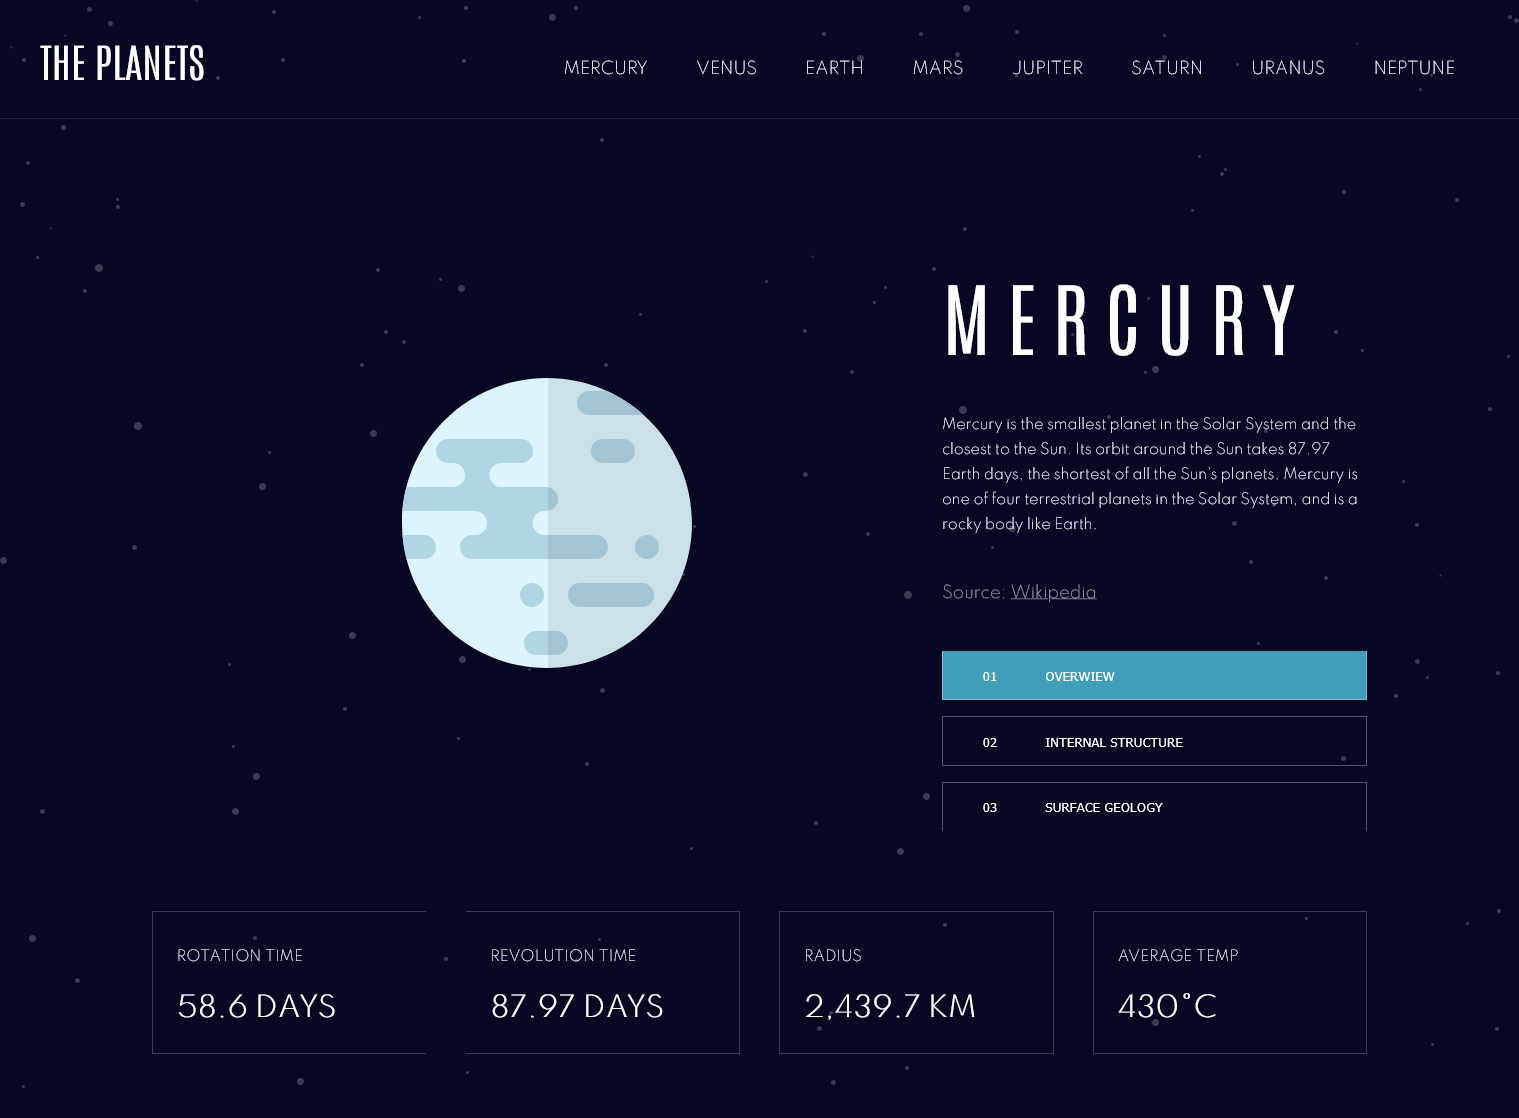 THE PLANETS
MERCURY VENUS EARTH MARS JUPITER SATURN URANUS NEPTUNE
MERCURY
Mercury is the smallest planet in the Solar System and the
closest to the Sun. Its orbit around the Sun takes 87.97
Earth days, the shortest of all the Sun's planets. Mercury is
one of four terrestrial planets in the Solar System, and is a
rocky body like Earth.
Source: Wikipedia
01 OVERWIEW
02 INTERNAL STRUCTURE
03 SURFACE GEOLOGY
ROTATION TIME
58.6 DAYS
REVOLUTION TIME
87.97 DAYS
RADIUS
2,439.7 KM
AVERAGE TEMP
430°C